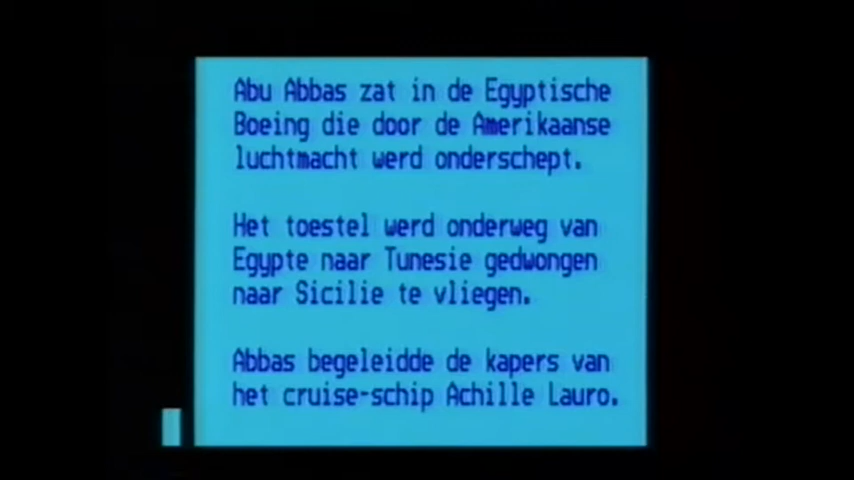 Abu Abbas zat in de Egyptische
Boeing die door de Amerikaanse
luchtmacht werd onderschept.
Het toestel werd onderweg van
Egypte naar Tunesie gedwongen
naar Sicilie te vliegen.
Abbas begeleidde de kapers van
het cruise-schip Achille Lauro.